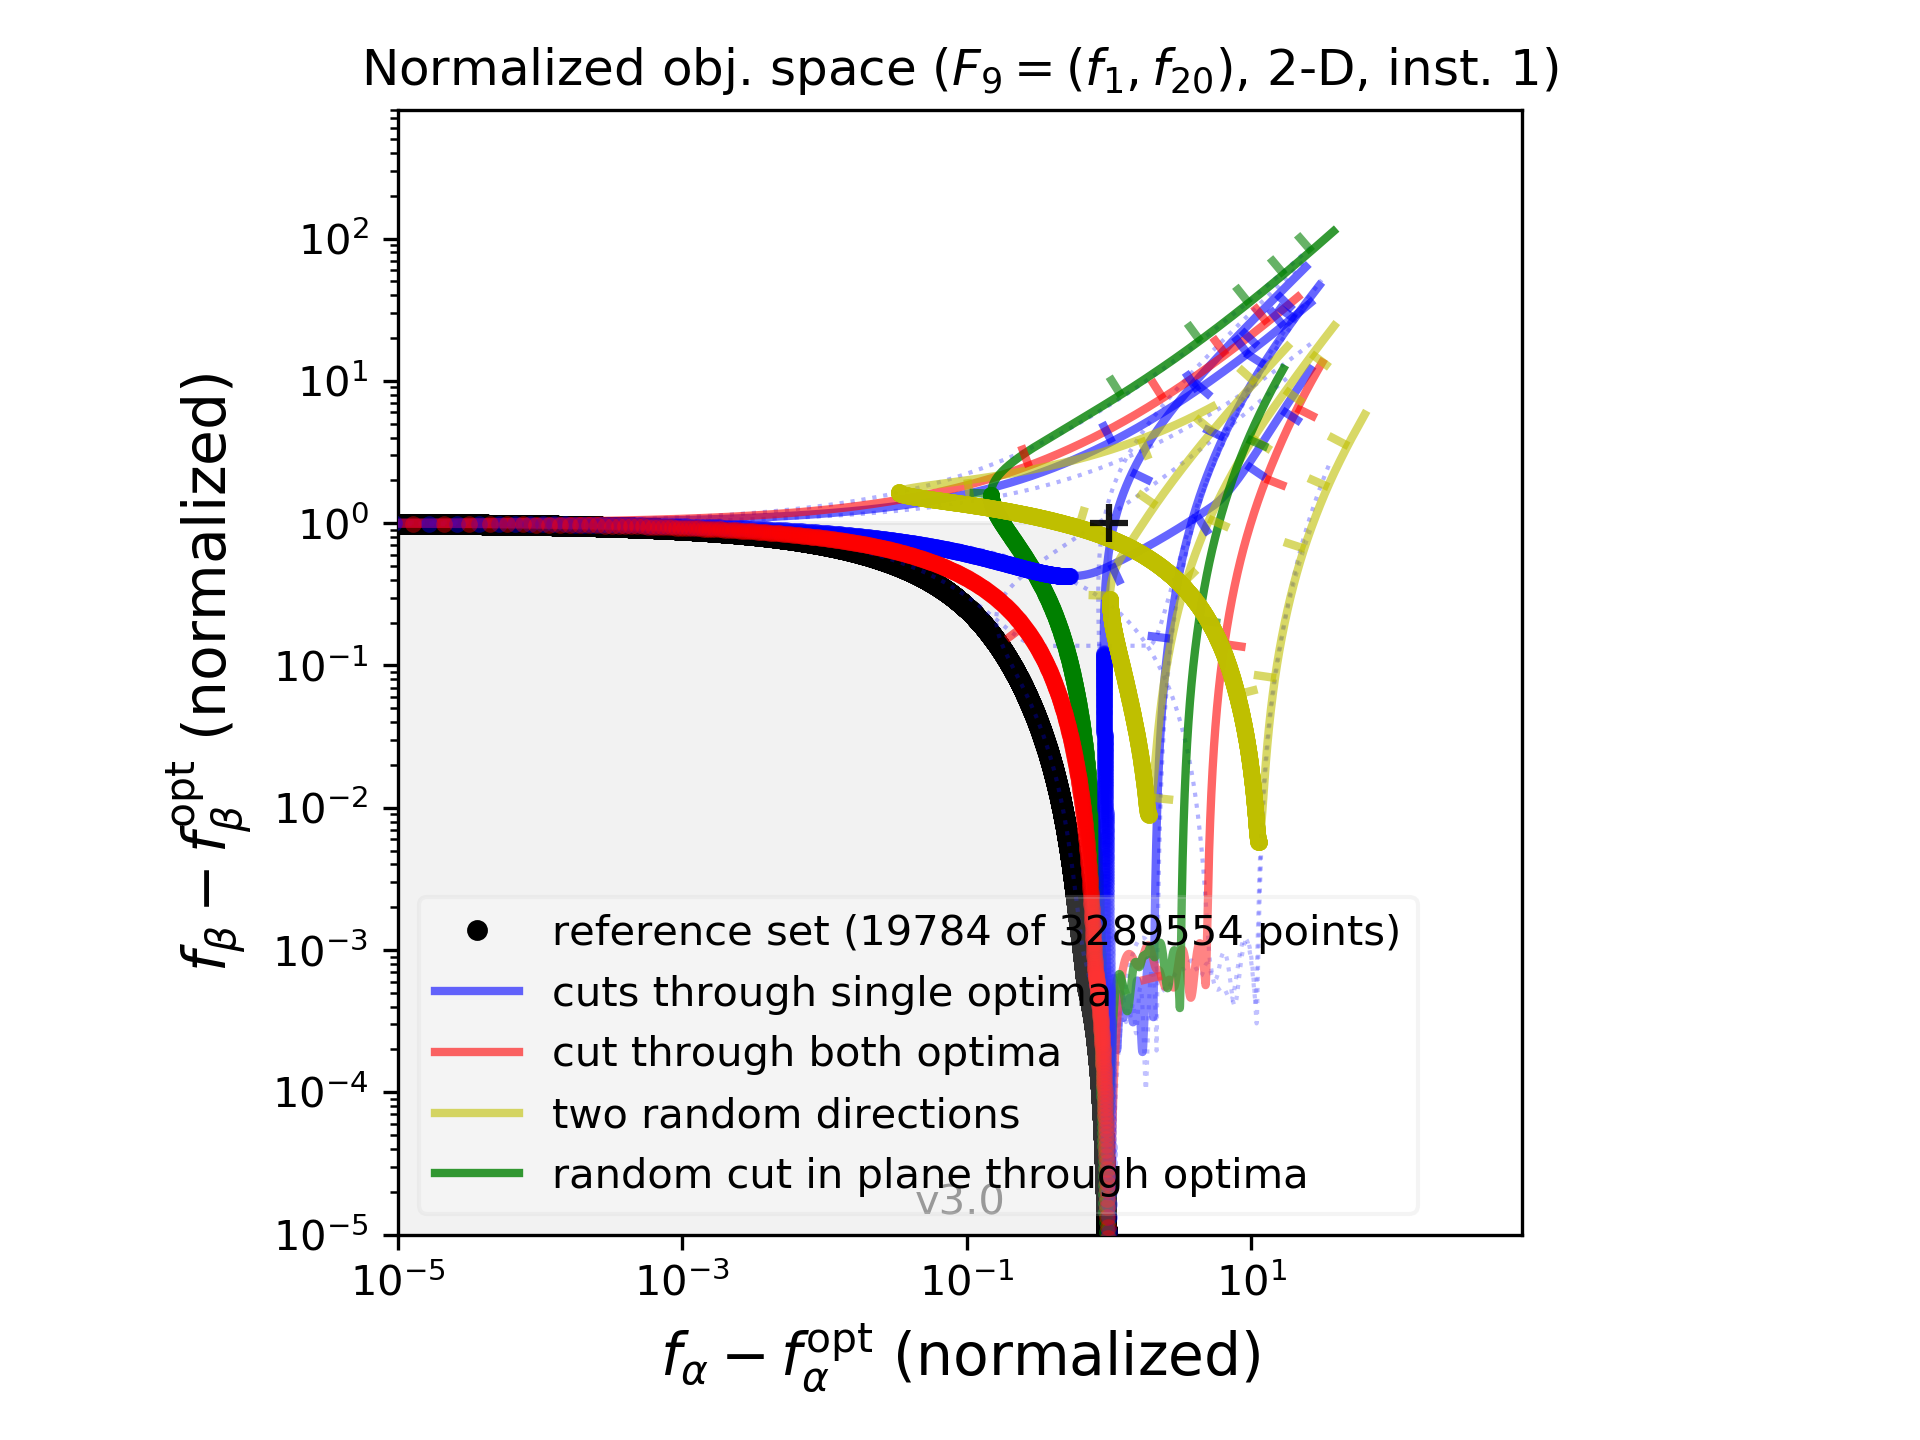 Normalized obj. space (F₉ = (f₁, f₂₀), 2-D, inst. 1)
f_β − f_β^opt (normalized)
10²
10¹
10⁰
10⁻¹
10⁻²
10⁻³
10⁻⁴
10⁻⁵
reference set (19784 of 3289554 points)
cuts through single optima
cut through both optima
two random directions
random cut in plane through optima
v3.0
10⁻⁵ 10⁻³ 10⁻¹ 10¹
f_α − f_α^opt (normalized)